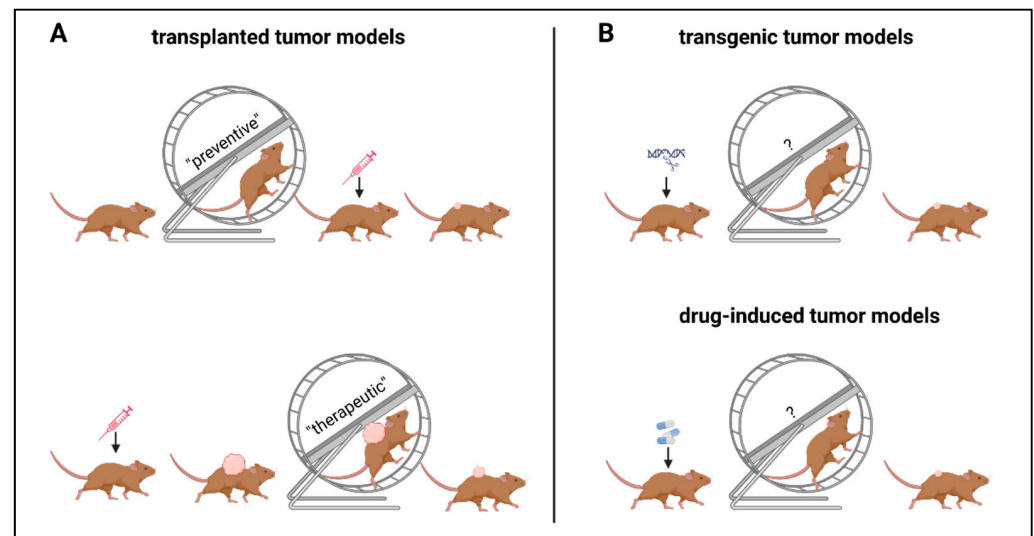 A
transplanted tumor models
"preventive"
"therapeutic"
B
transgenic tumor models
?
drug-induced tumor models
?